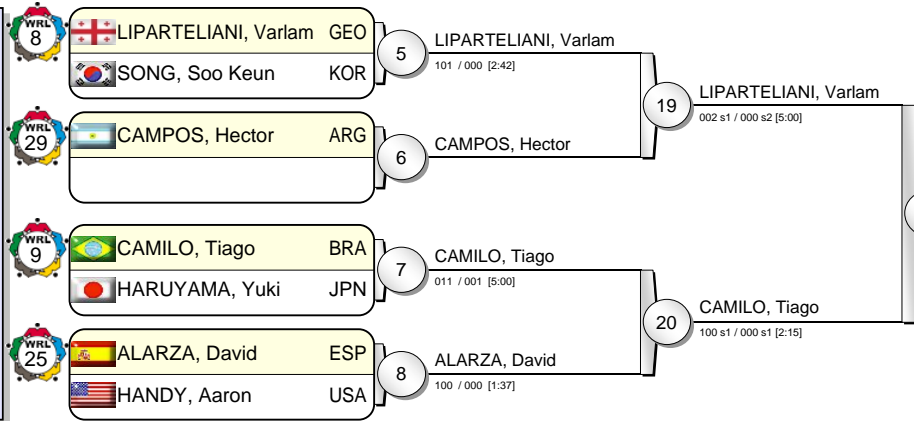 WRL
8
LIPARTELIANI, Varlam GEO
SONG, Soo Keun KOR
5
LIPARTELIANI, Varlam
101 / 000 [2:42]
19
LIPARTELIANI, Varlam
002 s1 / 000 s2 [5:00]
WRL
29
CAMPOS, Hector ARG
6
CAMPOS, Hector
WRL
9
CAMILO, Tiago BRA
HARUYAMA, Yuki JPN
7
CAMILO, Tiago
011 / 001 [5:00]
20
CAMILO, Tiago
100 s1 / 000 s1 [2:15]
WRL
25
ALARZA, David ESP
HANDY, Aaron USA
8
ALARZA, David
100 / 000 [1:37]